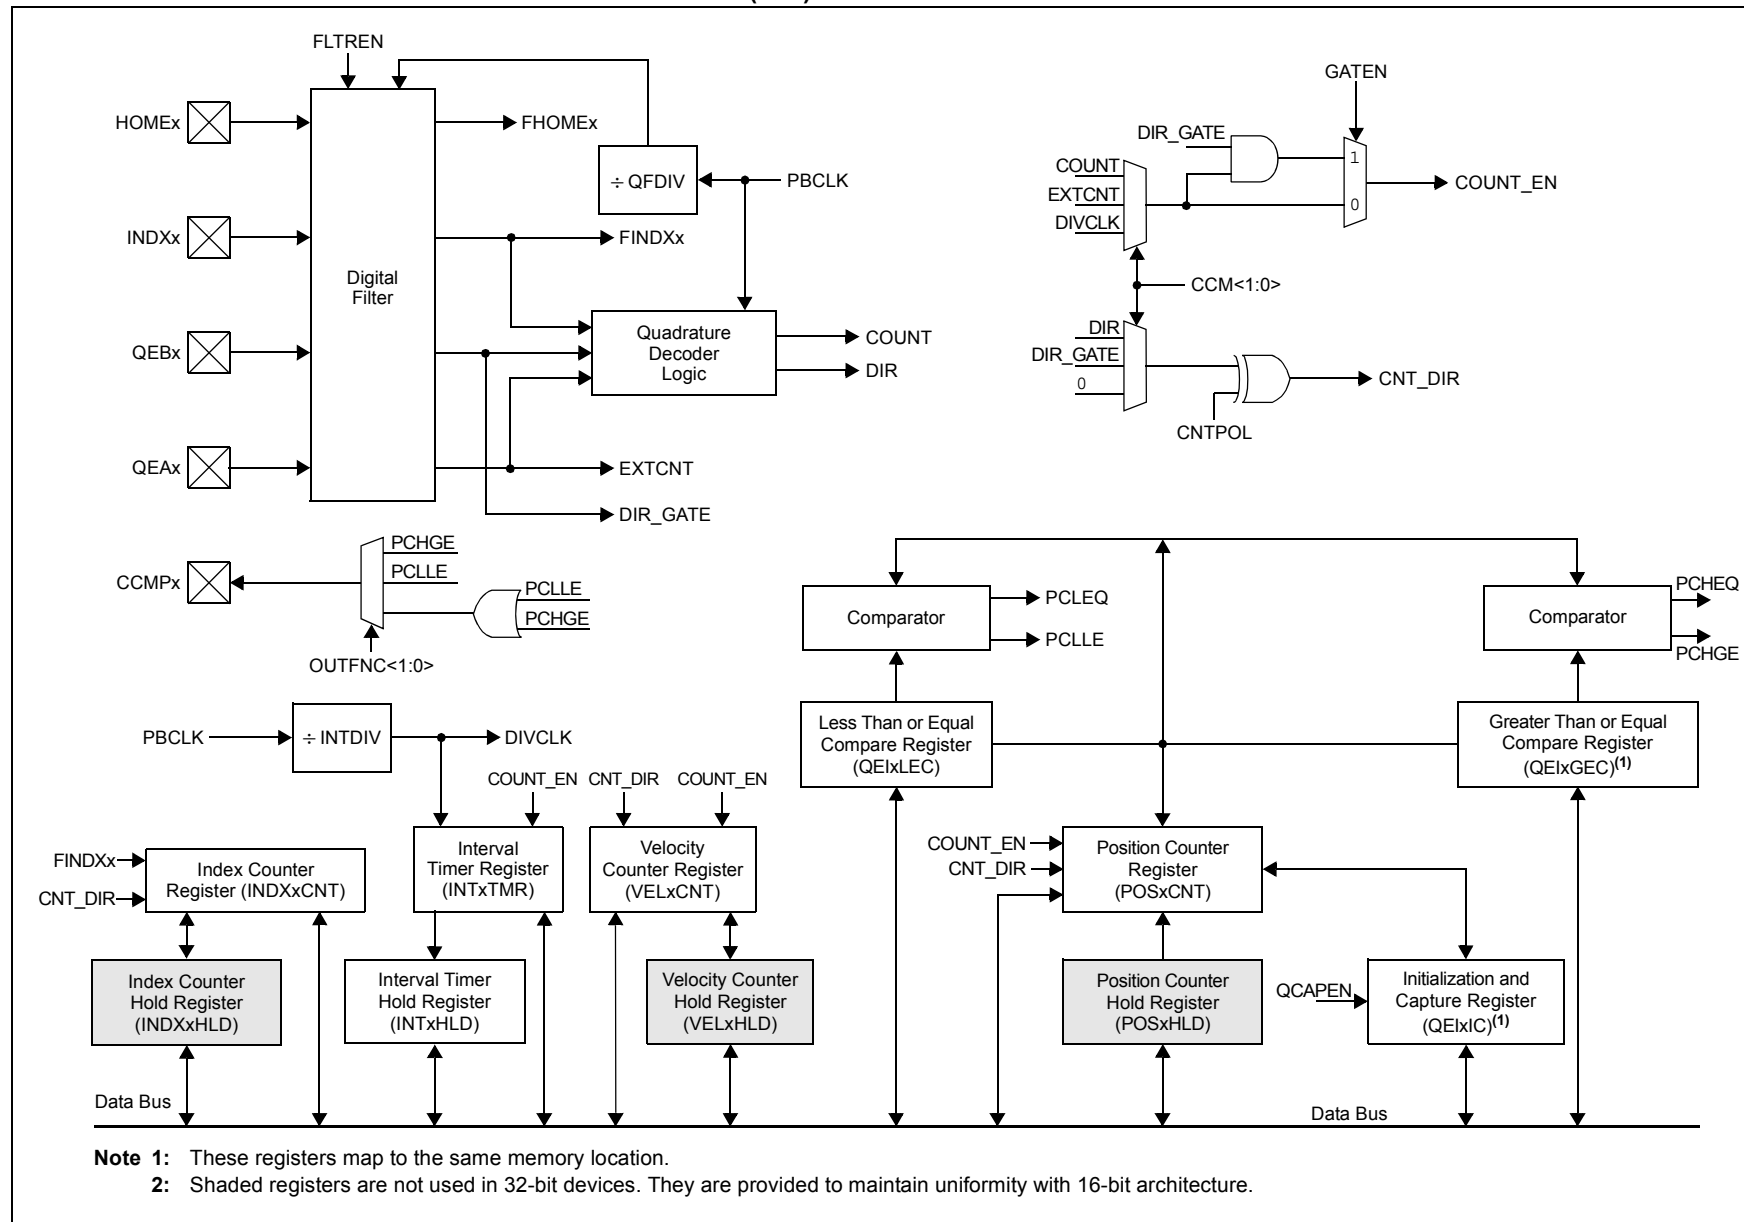 FLTREN
HOMEx
FHOMEx
÷ QFDIV
PBCLK
INDXx
FINDXx
Digital
Filter
QEBx
Quadrature
Decoder
Logic
COUNT
DIR
QEAx
EXTCNT
DIR_GATE
GATEN
DIR_GATE
COUNT
EXTCNT
DIVCLK
1
0
COUNT_EN
CCM<1:0>
DIR
DIR_GATE
0
CNT_DIR
CNTPOL
CCMPx
PCHGE
PCLLE
PCLLE
PCHGE
OUTFNC<1:0>
Comparator
PCLEQ
PCLLE
Comparator
PCHEQ
PCHGE
PBCLK
÷ INTDIV
DIVCLK
Less Than or Equal
Compare Register
(QEIxLEC)
Greater Than or Equal
Compare Register
(QEIxGEC)(1)
COUNT_EN
CNT_DIR
COUNT_EN
FINDXx
CNT_DIR
Index Counter
Register (INDXxCNT)
Interval
Timer Register
(INTxTMR)
Velocity
Counter Register
(VELxCNT)
COUNT_EN
CNT_DIR
Position Counter
Register
(POSxCNT)
Index Counter
Hold Register
(INDXxHLD)
Interval Timer
Hold Register
(INTxHLD)
Velocity Counter
Hold Register
(VELxHLD)
Position Counter
Hold Register
(POSxHLD)
QCAPEN
Initialization and
Capture Register
(QEIxIC)(1)
Data Bus
Data Bus
Note 1: These registers map to the same memory location.
2: Shaded registers are not used in 32-bit devices. They are provided to maintain uniformity with 16-bit architecture.